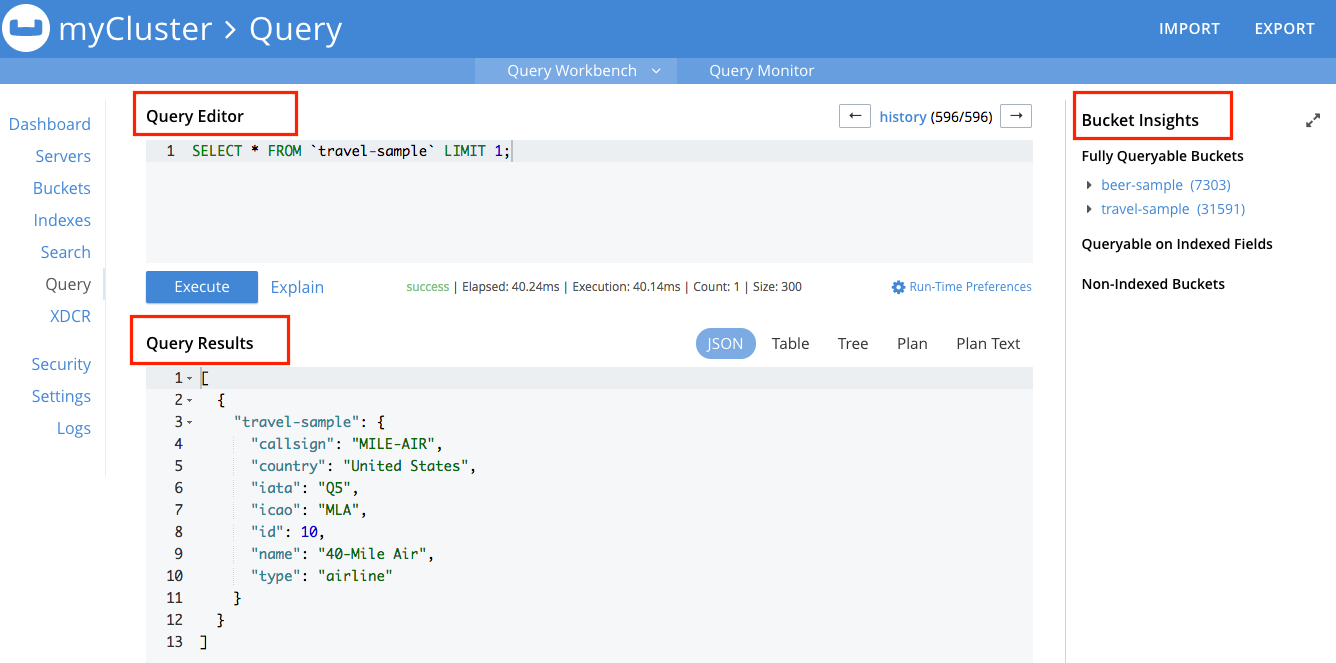 myCluster > Query
IMPORT EXPORT
Query Workbench Query Monitor
Dashboard
Servers
Buckets
Indexes
Search
Query
XDCR
Security
Settings
Logs
Query Editor
← history (596/596) →
1 SELECT * FROM `travel-sample` LIMIT 1;
Execute Explain success | Elapsed: 40.24ms | Execution: 40.14ms | Count: 1 | Size: 300 Run-Time Preferences
Query Results JSON Table Tree Plan Plan Text
1 [
2 {
3 "travel-sample": {
4 "callsign": "MILE-AIR",
5 "country": "United States",
6 "iata": "Q5",
7 "icao": "MLA",
8 "id": 10,
9 "name": "40-Mile Air",
10 "type": "airline"
11 }
12 }
13 ]
Bucket Insights
Fully Queryable Buckets
beer-sample (7303)
travel-sample (31591)
Queryable on Indexed Fields
Non-Indexed Buckets